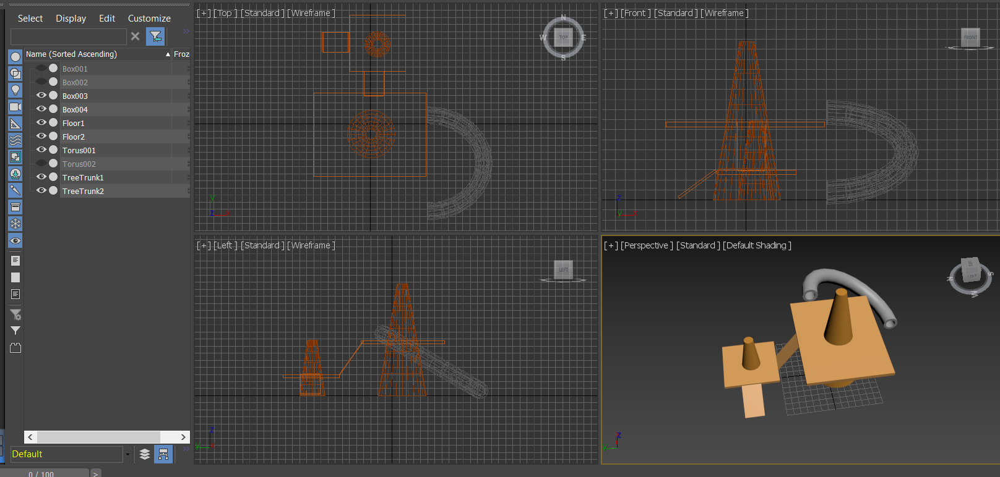 Select Display Edit Customize
Name (Sorted Ascending) Froz
Box001
Box002
Box003
Box004
Floor1
Floor2
Torus001
Torus002
TreeTrunk1
TreeTrunk2
Default
0 / 100 >
[+] [Top ] [Standard ] [Wireframe ]
N
W TOP E
S
y
z x
[+] [Front ] [Standard ] [Wireframe ]
FRONT
z
y x
[+] [Left ] [Standard ] [Wireframe ]
LEFT
z
y x
[+] [Perspective ] [Standard ] [Default Shading ]
z
y